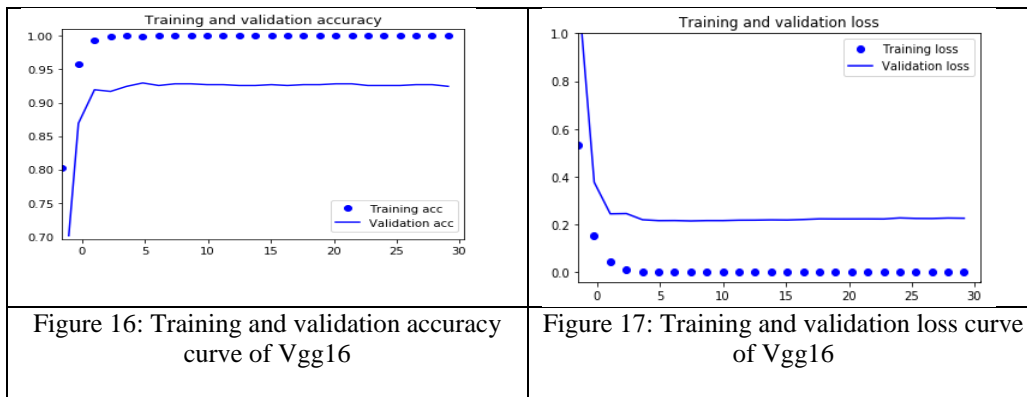 Training and validation accuracy
1.00
0.95
0.90
0.85
0.80
0.75
0.70
Training acc
Validation acc
0 5 10 15 20 25 30
Figure 16: Training and validation accuracy
curve of Vgg16
Training and validation loss
1.0
0.8
0.6
0.4
0.2
0.0
Training loss
Validation loss
0 5 10 15 20 25 30
Figure 17: Training and validation loss curve
of Vgg16